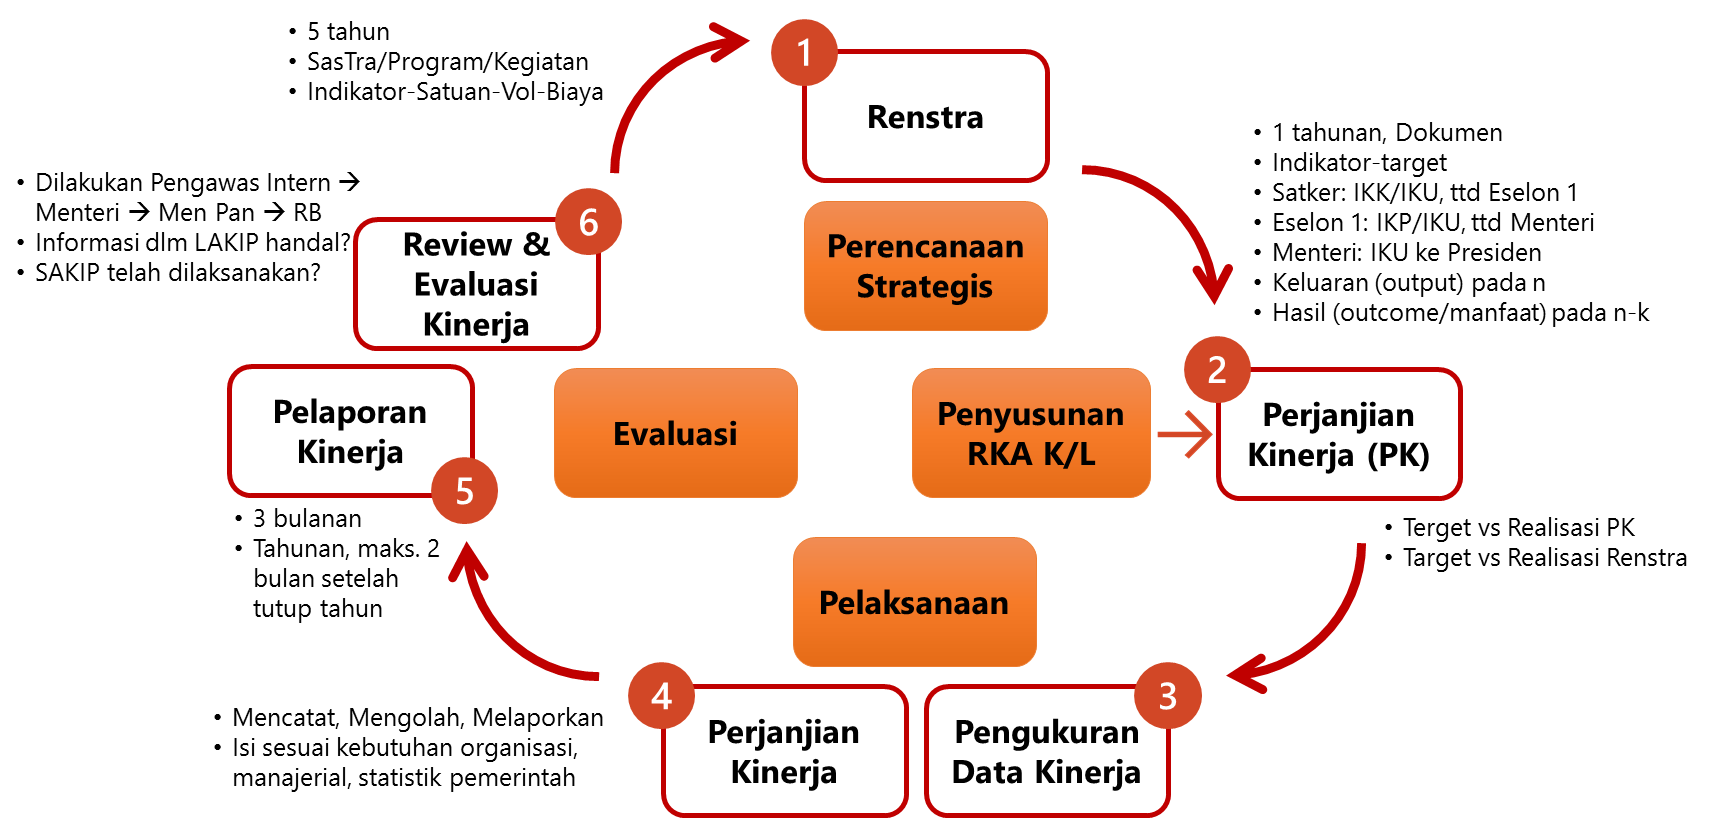 • 5 tahun
• SasTra/Program/Kegiatan
• Indikator-Satuan-Vol-Biaya
1
Renstra
• 1 tahunan, Dokumen
• Indikator-target
• Satker: IKK/IKU, ttd Eselon 1
• Eselon 1: IKP/IKU, ttd Menteri
• Menteri: IKU ke Presiden
• Keluaran (output) pada n
• Hasil (outcome/manfaat) pada n-k
• Dilakukan Pengawas Intern →
Menteri → Men Pan → RB
• Informasi dlm LAKIP handal?
• SAKIP telah dilaksanakan?
6
Review &
Evaluasi
Kinerja
Perencanaan
Strategis
2
Perjanjian
Kinerja (PK)
Pelaporan
Kinerja
5
Evaluasi
Penyusunan
RKA K/L
• 3 bulanan
• Tahunan, maks. 2
bulan setelah
tutup tahun
• Terget vs Realisasi PK
• Target vs Realisasi Renstra
Pelaksanaan
4
Perjanjian
Kinerja
3
Pengukuran
Data Kinerja
• Mencatat, Mengolah, Melaporkan
• Isi sesuai kebutuhan organisasi,
manajerial, statistik pemerintah